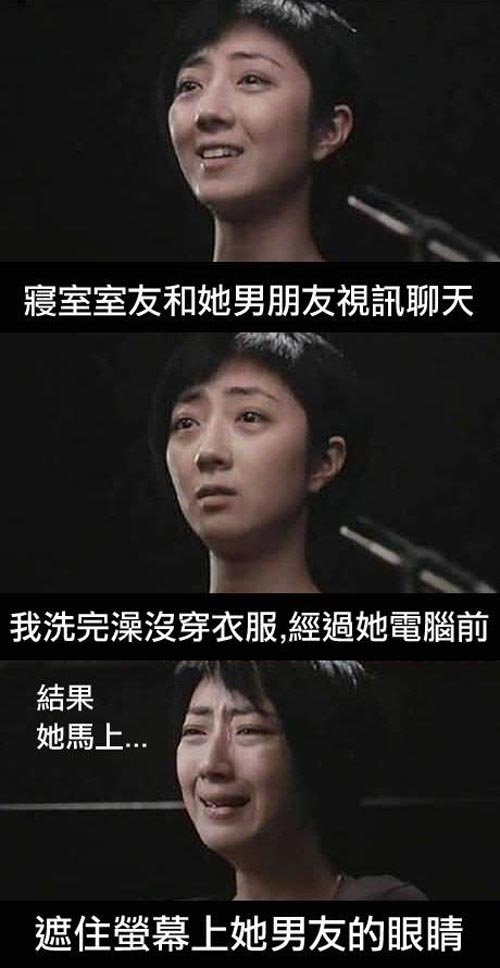 寢室室友和她男朋友視訊聊天
我洗完澡沒穿衣服,經過她電腦前
結果
她馬上...
遮住螢幕上她男友的眼睛